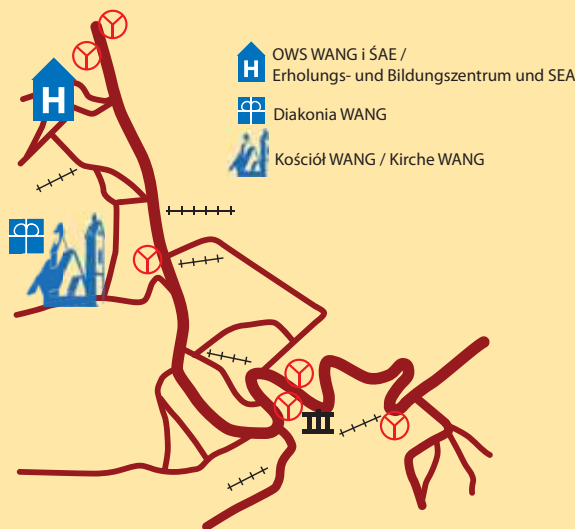 H
OWS WANG i ŚAE /
Erholungs- und Bildungszentrum und SEA
H
Diakonia WANG
Kościół WANG / Kirche WANG